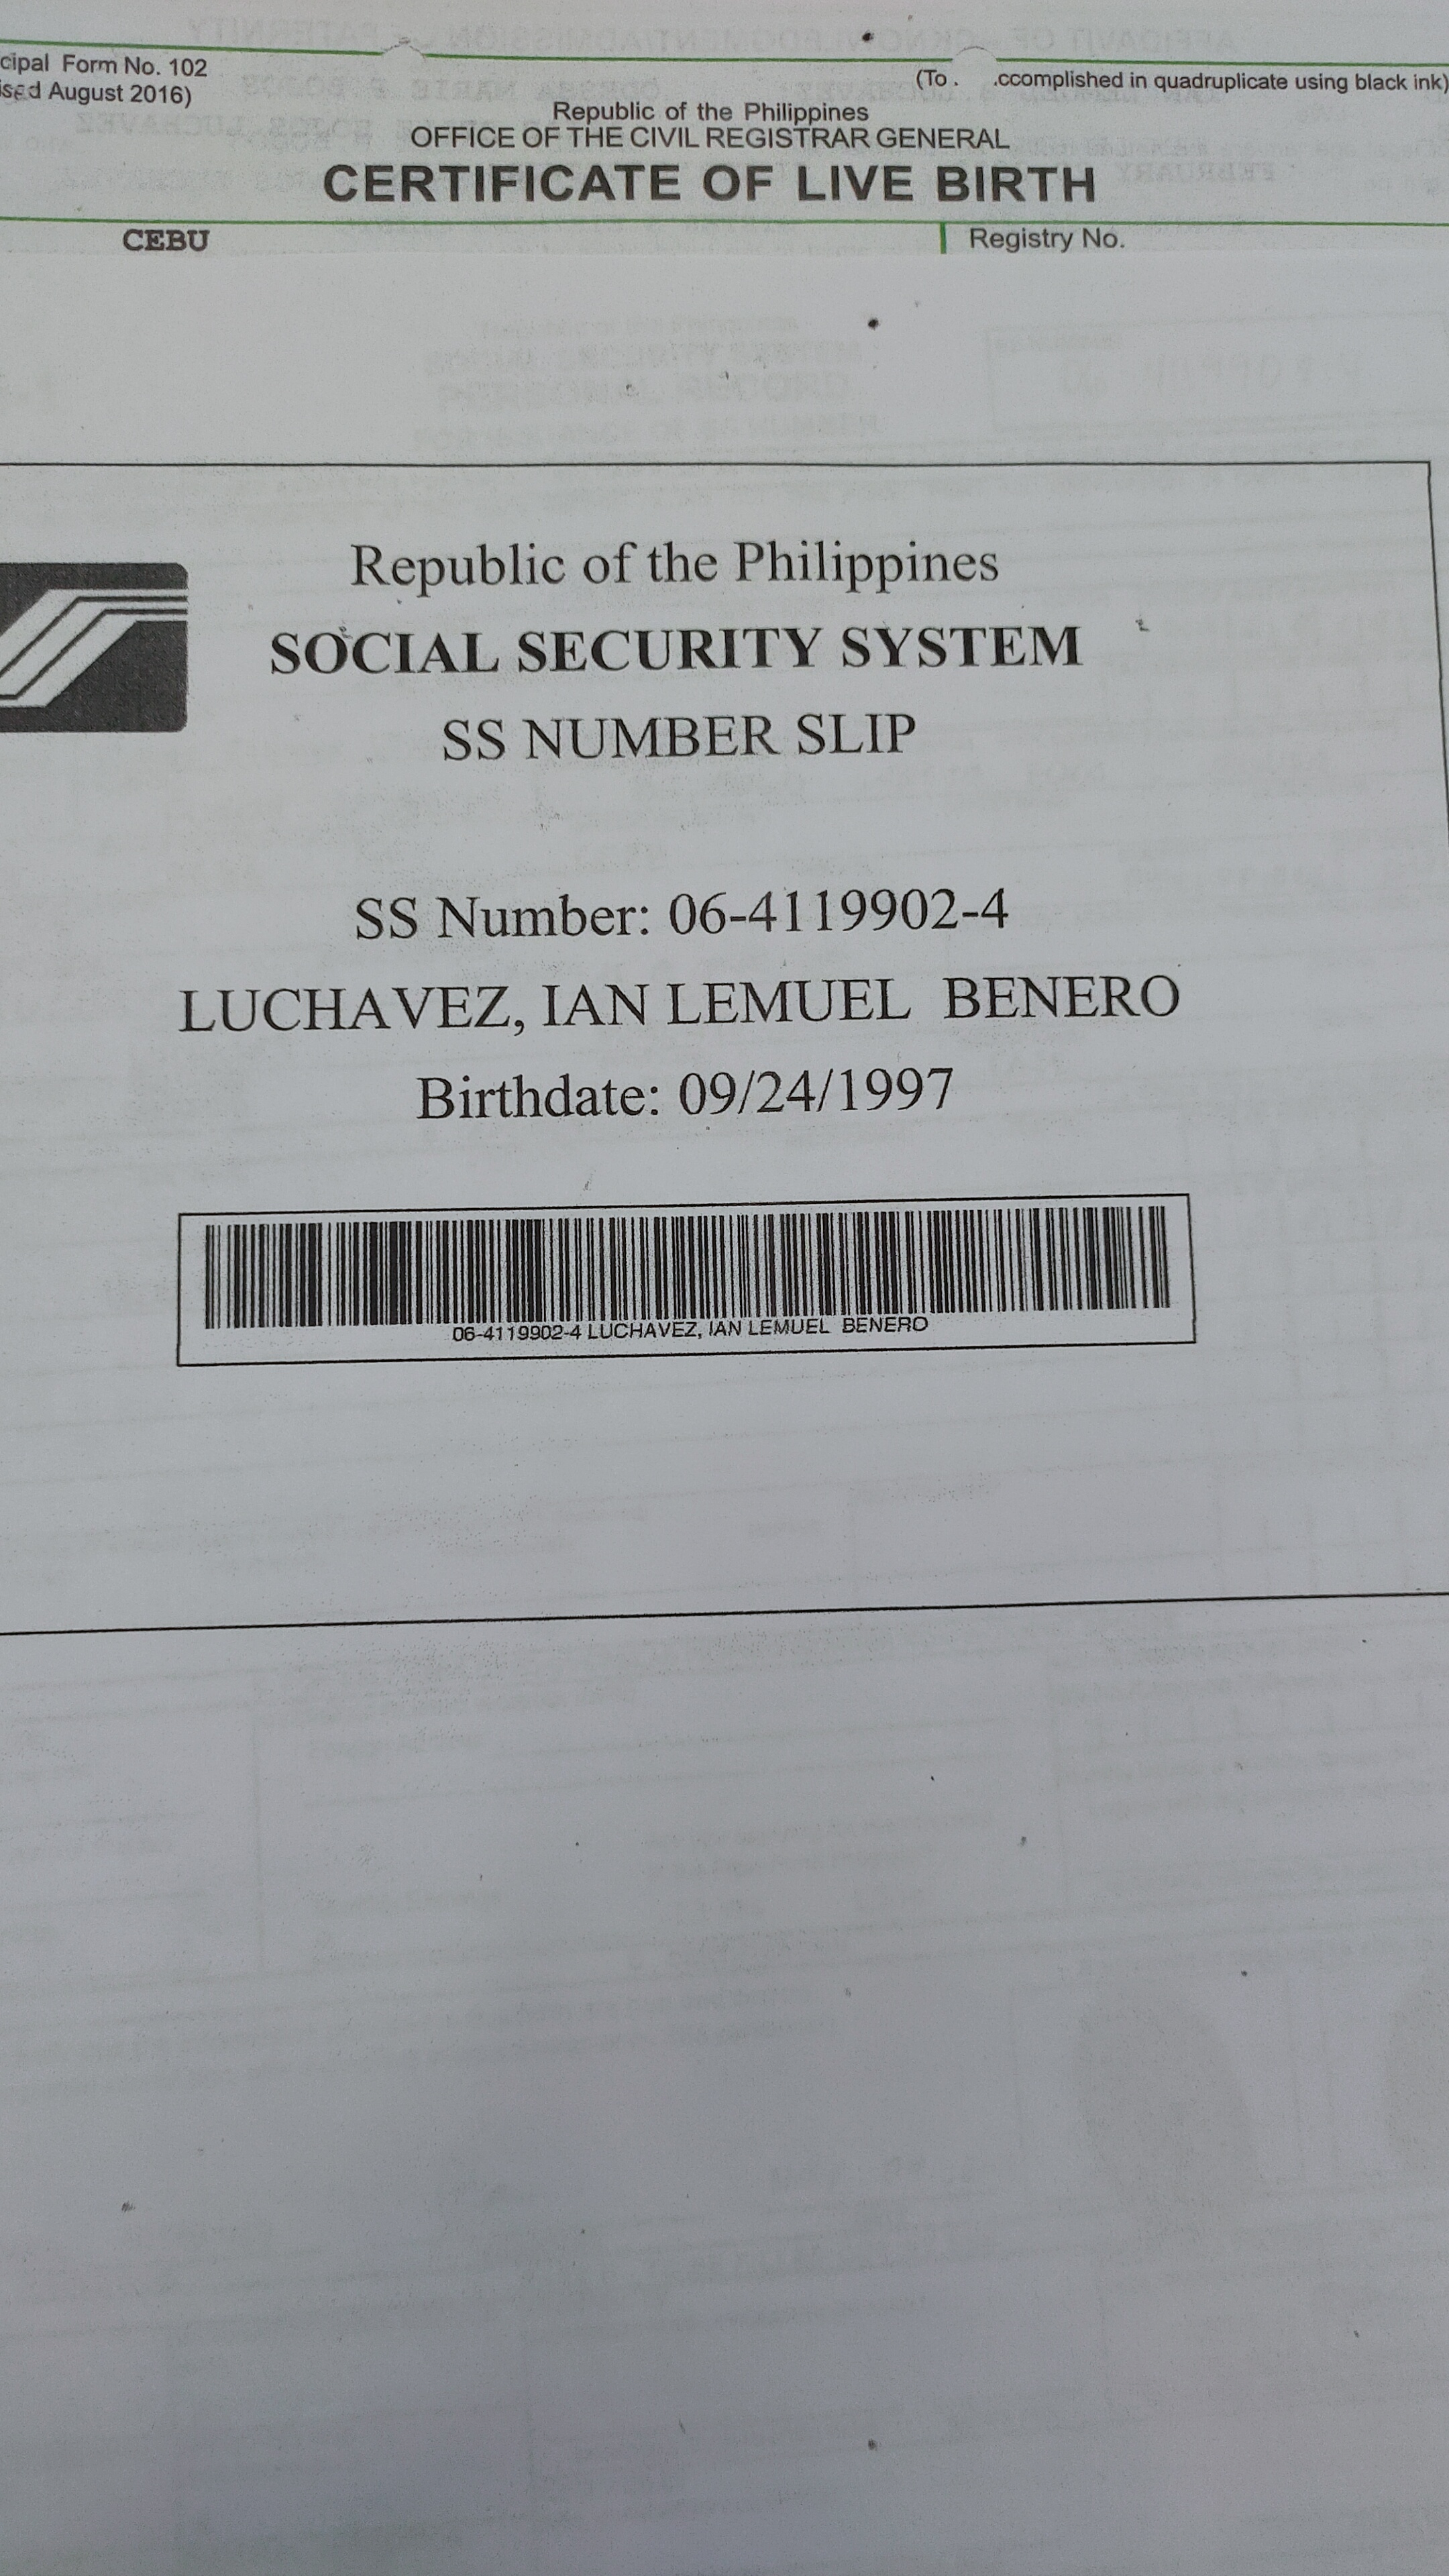 cipal Form No. 102
ised August 2016)
(To . .ccomplished in quadruplicate using black ink)
Republic of the Philippines
OFFICE OF THE CIVIL REGISTRAR GENERAL
CERTIFICATE OF LIVE BIRTH
CEBU
Registry No.
Republic of the Philippines
SOCIAL SECURITY SYSTEM
SS NUMBER SLIP
SS Number: 06-4119902-4
LUCHAVEZ, IAN LEMUEL BENERO
Birthdate: 09/24/1997
06-4119902-4 LUCHAVEZ, IAN LEMUEL BENERO